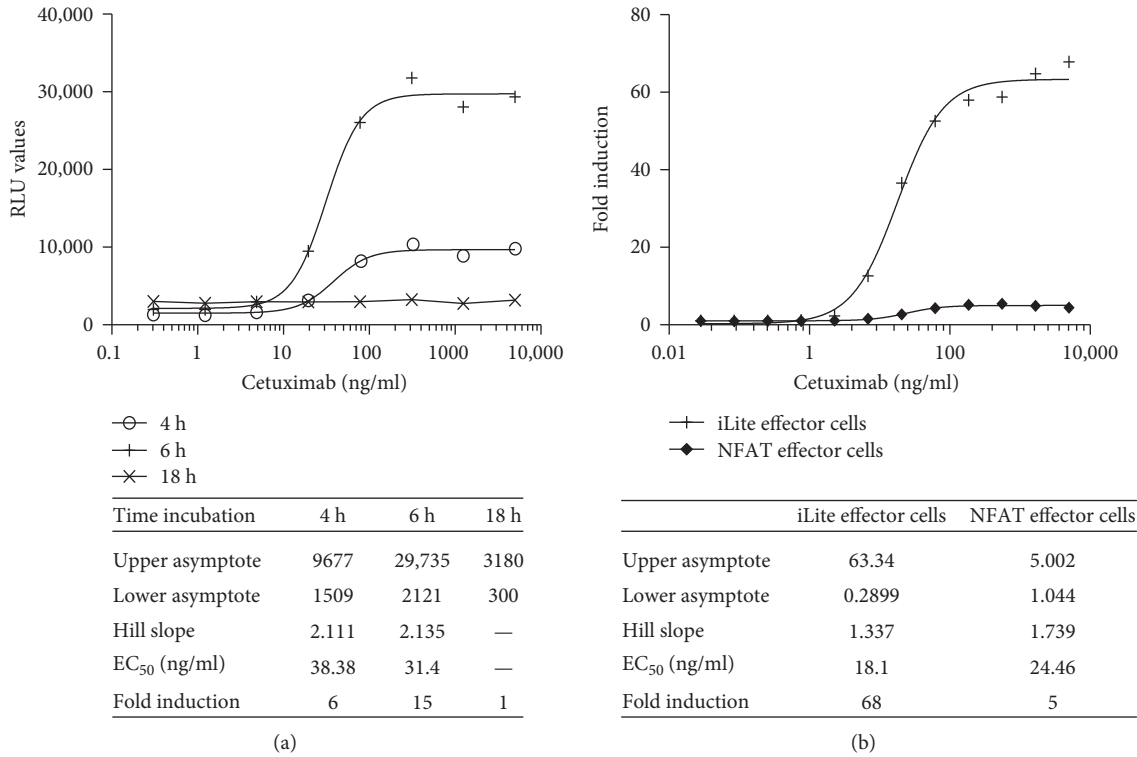 40,000
30,000
20,000
10,000
0
RLU values
0.1 1 10 100 1000 10,000
Cetuximab (ng/ml)
4 h
6 h
18 h
Time incubation 4 h 6 h 18 h
Upper asymptote 9677 29,735 3180
Lower asymptote 1509 2121 300
Hill slope 2.111 2.135 —
EC₅₀ (ng/ml) 38.38 31.4 —
Fold induction 6 15 1
(a)
80
60
40
20
0
Fold induction
0.01 1 100 10,000
Cetuximab (ng/ml)
iLite effector cells
NFAT effector cells
iLite effector cells NFAT effector cells
Upper asymptote 63.34 5.002
Lower asymptote 0.2899 1.044
Hill slope 1.337 1.739
EC₅₀ (ng/ml) 18.1 24.46
Fold induction 68 5
(b)